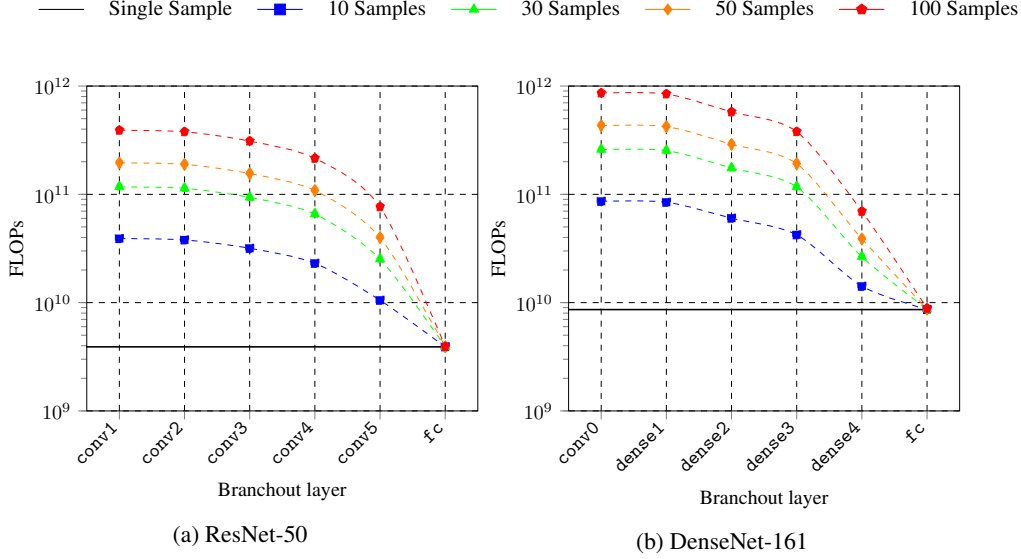 Single Sample 10 Samples 30 Samples 50 Samples 100 Samples
10^12
10^11
10^10
10^9
FLOPs
conv1 conv2 conv3 conv4 conv5 fc
Branchout layer
(a) ResNet-50
10^12
10^11
10^10
10^9
FLOPs
conv0 dense1 dense2 dense3 dense4 fc
Branchout layer
(b) DenseNet-161